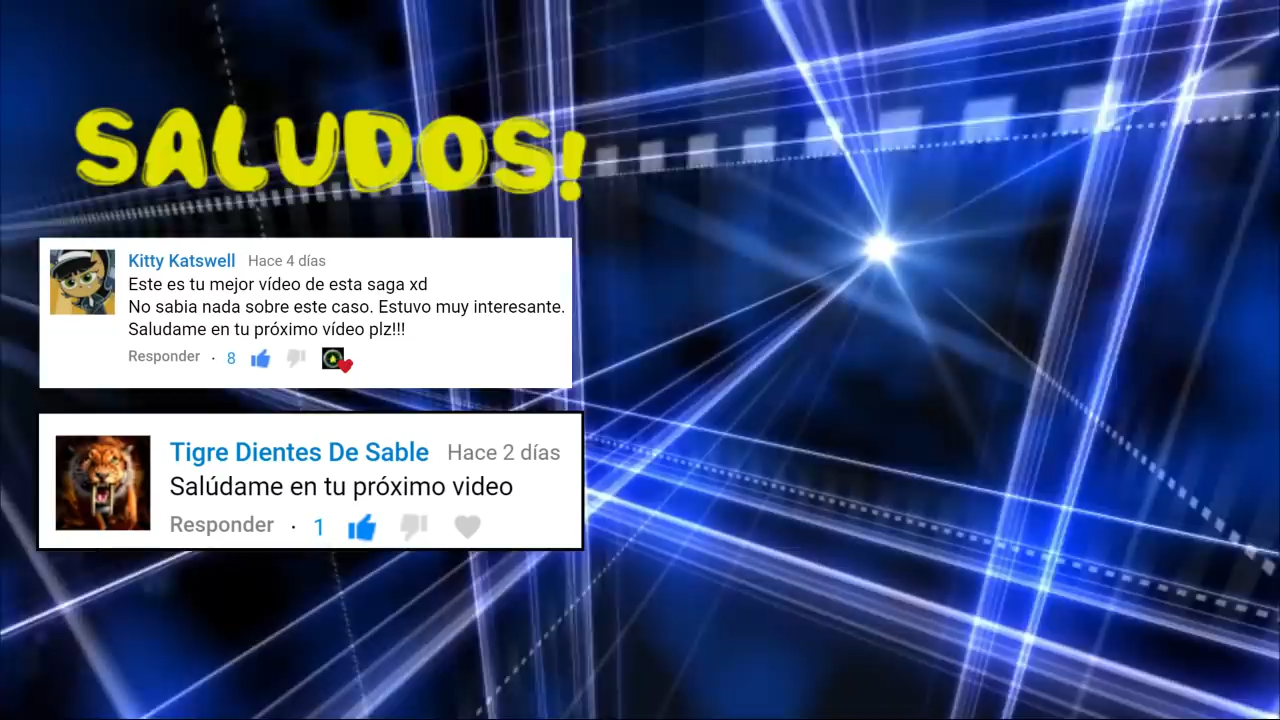 SALUDOS!
Kitty Katswell Hace 4 días
Este es tu mejor vídeo de esta saga xd
No sabia nada sobre este caso. Estuvo muy interesante.
Saludame en tu próximo vídeo plz!!!
Responder · 8
Tigre Dientes De Sable Hace 2 días
Salúdame en tu próximo video
Responder · 1